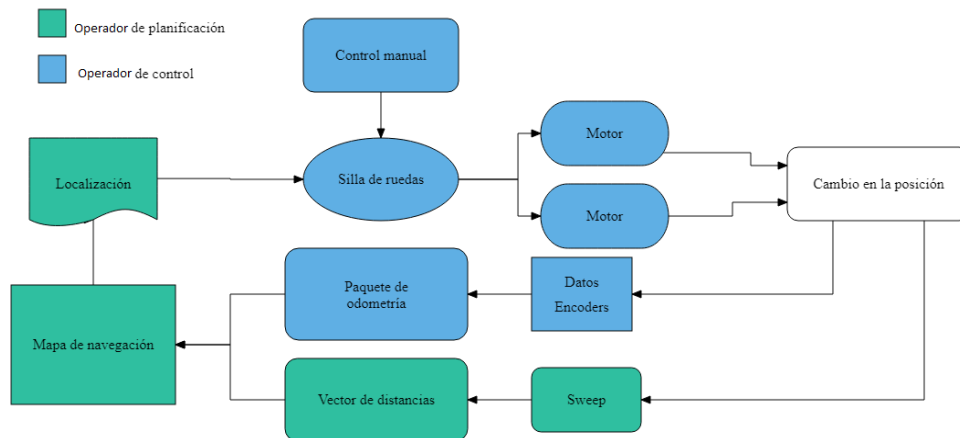 Operador de planificación
Operador de control
Control manual
Motor
Localización
Silla de ruedas
Cambio en la posición
Motor
Paquete de
odometría
Datos
Encoders
Mapa de navegación
Vector de distancias
Sweep